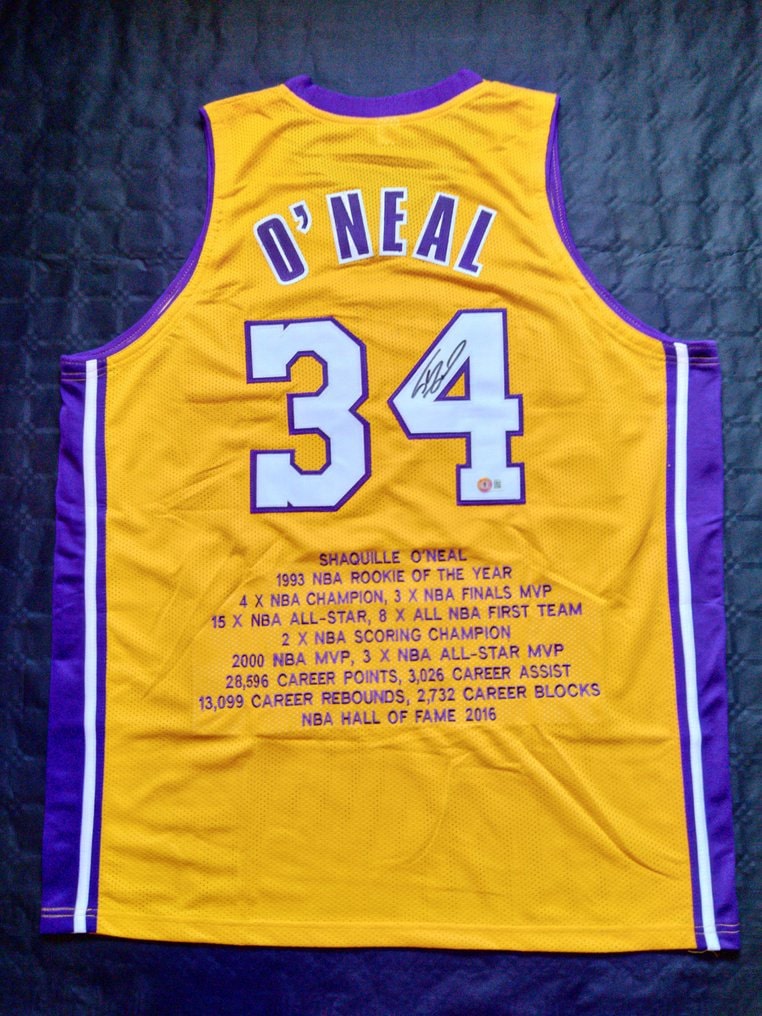 O'NEAL
34
SHAQUILLE O'NEAL
1993 NBA ROOKIE OF THE YEAR
4 X NBA CHAMPION, 3 X NBA FINALS MVP
15 X NBA ALL-STAR, 8 X ALL NBA FIRST TEAM
2 X NBA SCORING CHAMPION
2000 NBA MVP, 3 X NBA ALL-STAR MVP
28,596 CAREER POINTS, 3,026 CAREER ASSIST
13,099 CAREER REBOUNDS, 2,732 CAREER BLOCKS
NBA HALL OF FAME 2016